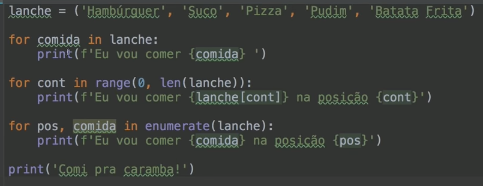 lanche = ('Hambúrguer', 'Suco', 'Pizza', 'Pudim', 'Batata Frita')
for comida in lanche:
print(f'Eu vou comer {comida} ')
for cont in range(0, len(lanche)):
print(f'Eu vou comer {lanche[cont]} na posição {cont}')
for pos, comida in enumerate(lanche):
print(f'Eu vou comer {comida} na posição {pos}')
print('Comi pra caramba!')